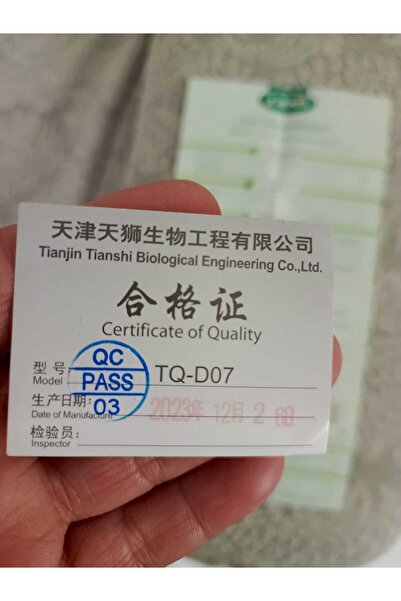 天津天狮生物工程有限公司
Tianjin Tianshi Biological Engineering Co.,Ltd.
合格证
Certificate of Quality
型号: TQ-D07
Model
QC
PASS
03
生产日期: 2023年 12月 26日
Date of Manufacture
检验员:
Inspector